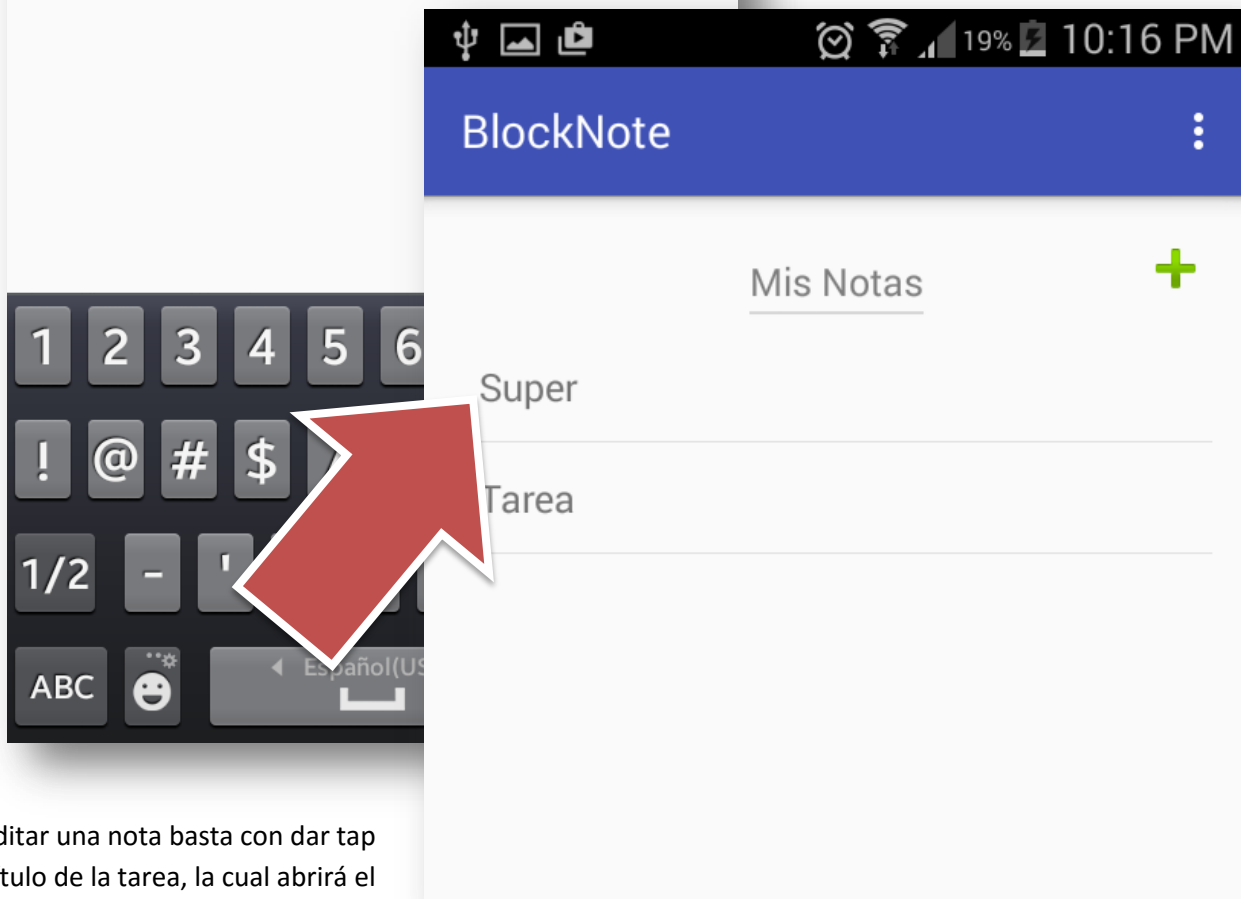 19% 10:16 PM
BlockNote
Mis Notas
Super
Tarea
1 2 3 4 5 6
! @ # $
1/2 - '
ABC Español(US
ditar una nota basta con dar tap
tulo de la tarea, la cual abrirá el